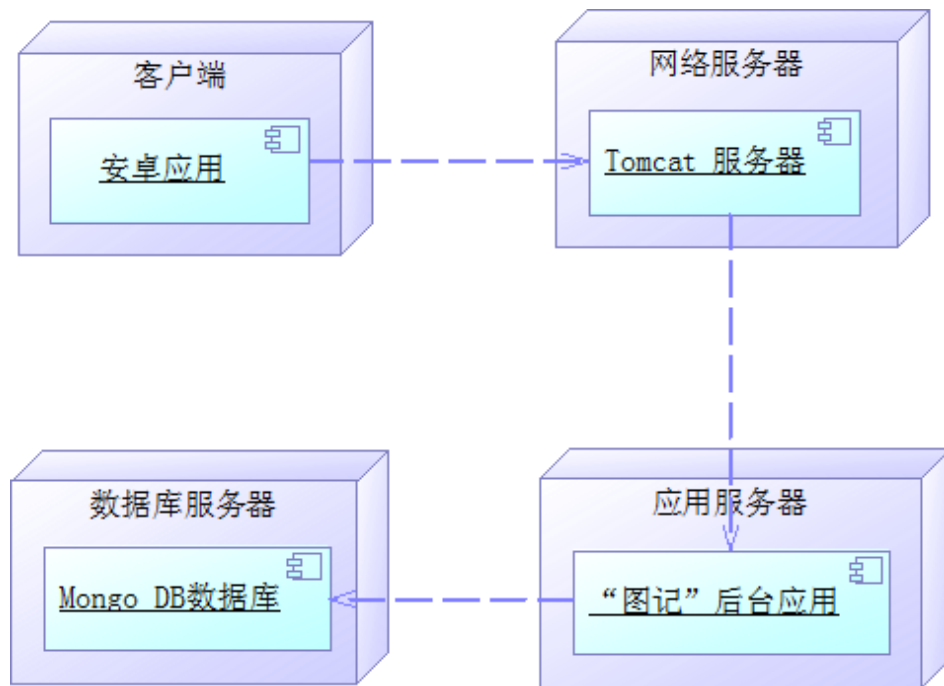 客户端
安卓应用
网络服务器
Tomcat 服务器
数据库服务器
Mongo DB数据库
应用服务器
“图记”后台应用